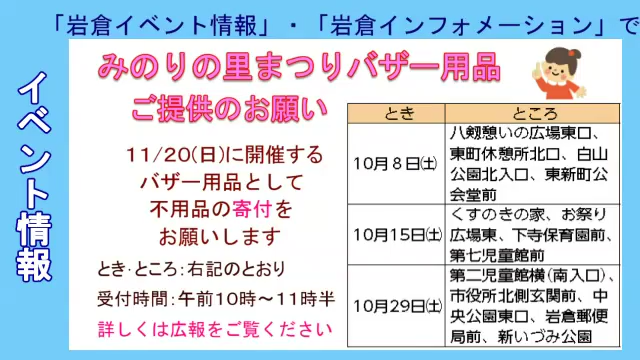 「岩倉イベント情報」・「岩倉インフォメーション」で
イベント情報
みのりの里まつりバザー用品
ご提供のお願い
11/20(日)に開催する
バザー用品として
不用品の寄付を
お願いします
とき・ところ：右記のとおり
受付時間：午前10時～11時半
詳しくは広報をご覧ください
とき ところ
10月8日(土) 八剱憩いの広場東口、
東町休憩所北口、白山
公園北入口、東新町公
会堂前
10月15日(土) くすのきの家、お祭り
広場東、下寺保育園前、
第七児童館前
10月29日(土) 第二児童館横(南入口)、
市役所北側玄関前、中
央公園東口、岩倉郵便
局前、新いづみ公園